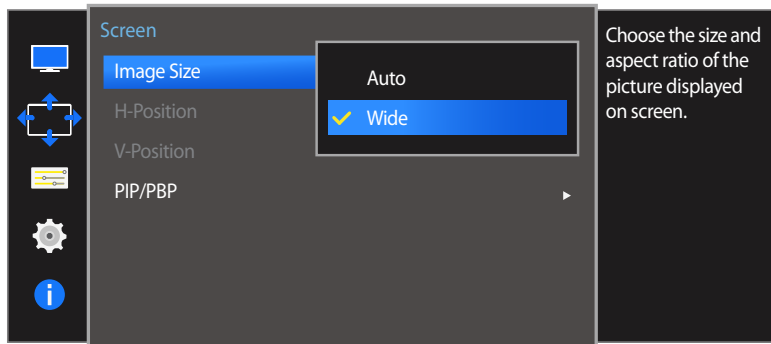 Screen
Image Size
Auto
Wide
H-Position
V-Position
PIP/PBP
Choose the size and
aspect ratio of the
picture displayed
on screen.